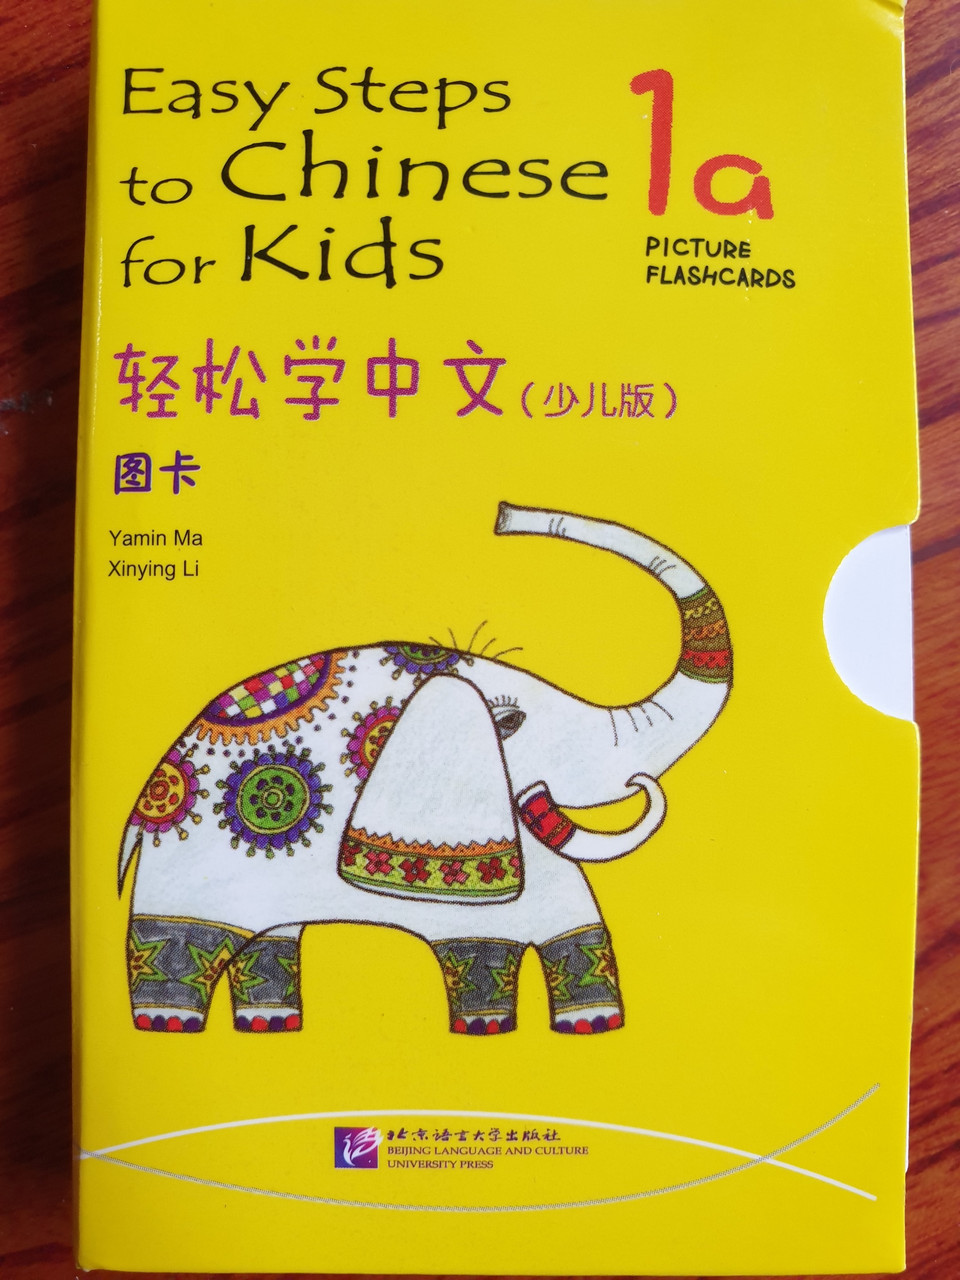 Easy Steps
to Chinese
for Kids
1a
PICTURE
FLASHCARDS
轻松学中文（少儿版）
图卡
Yamin Ma
Xinying Li
北京语言大学出版社
BEIJING LANGUAGE AND CULTURE
UNIVERSITY PRESS